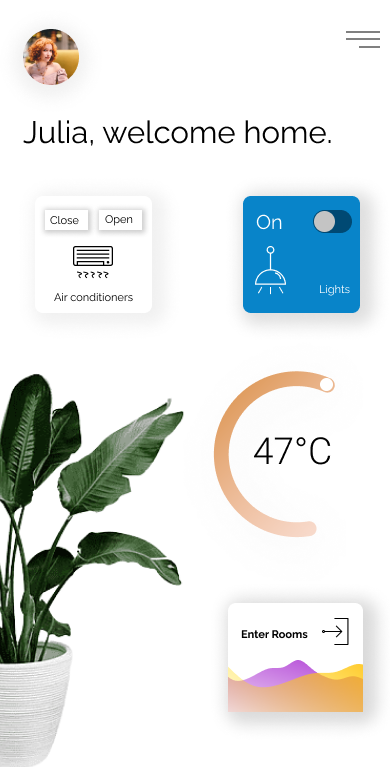 Julia, welcome home.
Close
Open
Air conditioners
On
Lights
47°C
Enter Rooms